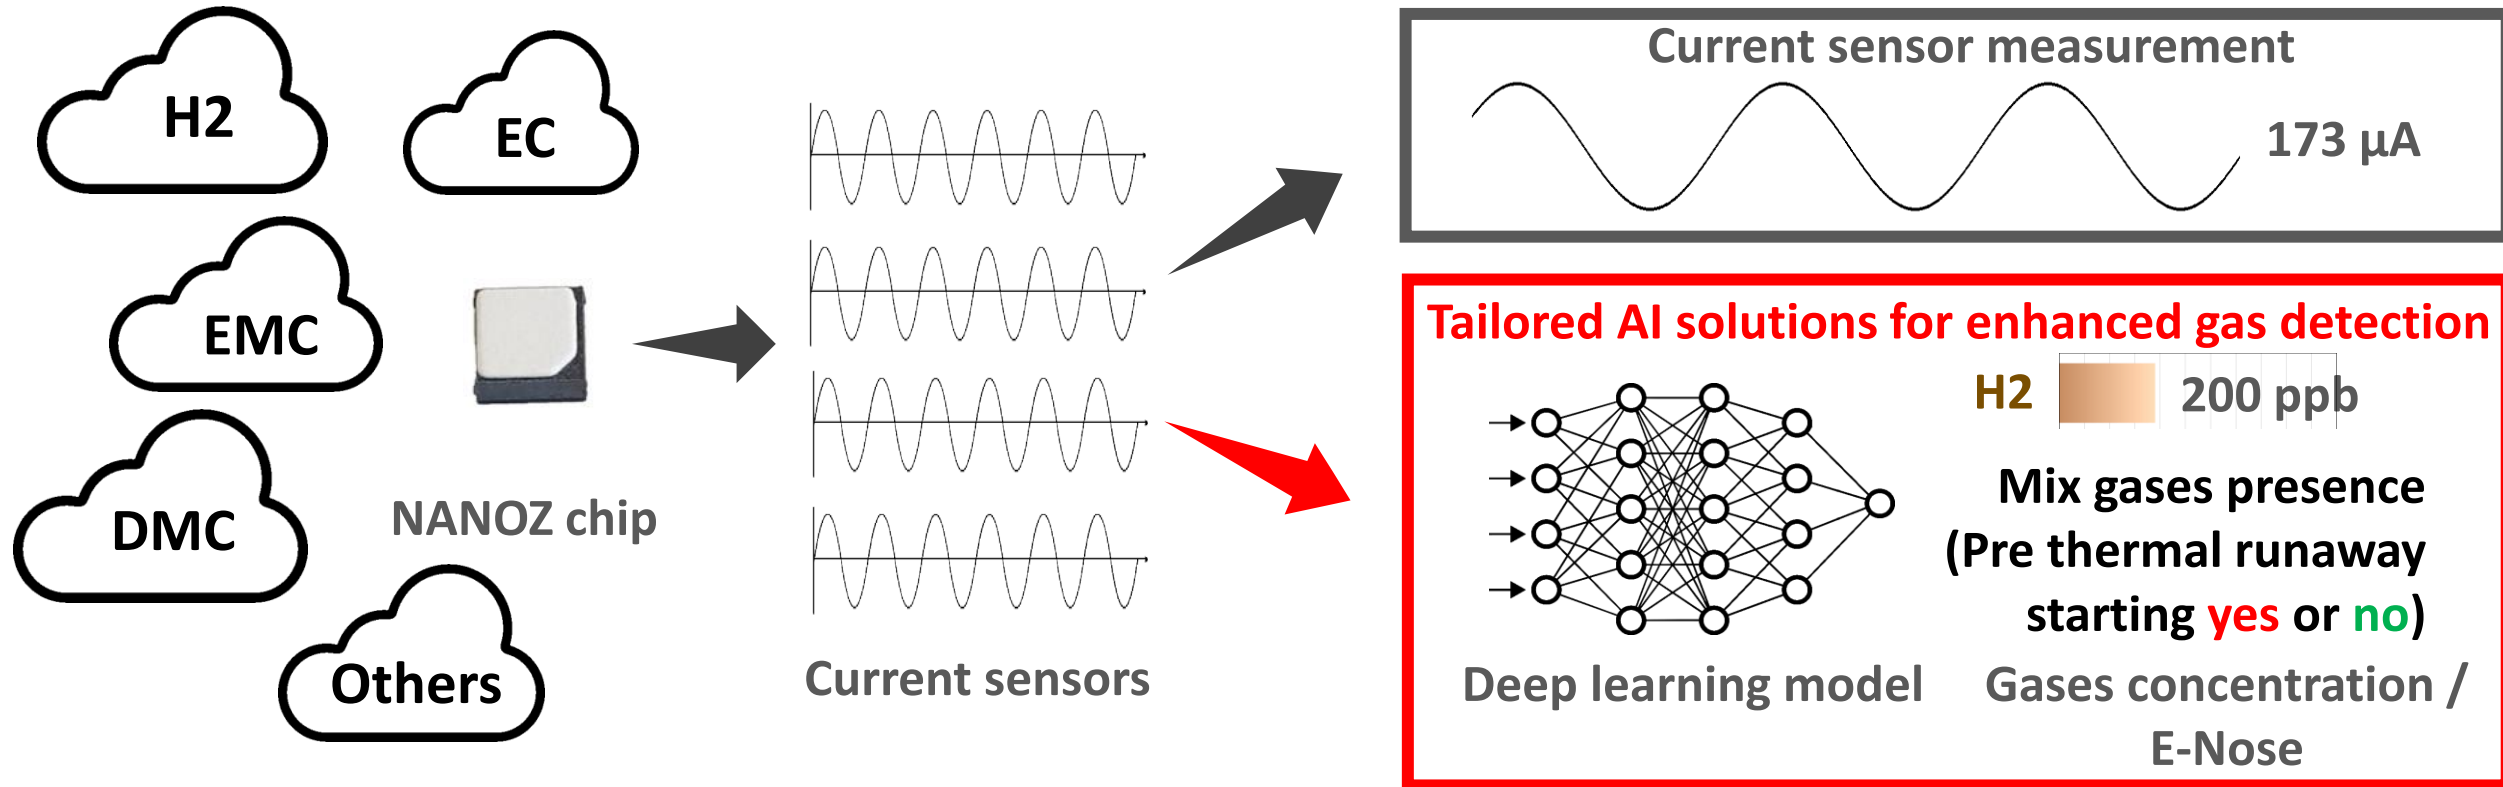 H2
EC
EMC
DMC
Others
NANOZ chip
Current sensors
Current sensor measurement
173 µA
Tailored AI solutions for enhanced gas detection
H2
200 ppb
Mix gases presence
(Pre thermal runaway
starting yes or no)
Deep learning model
Gases concentration /
E-Nose